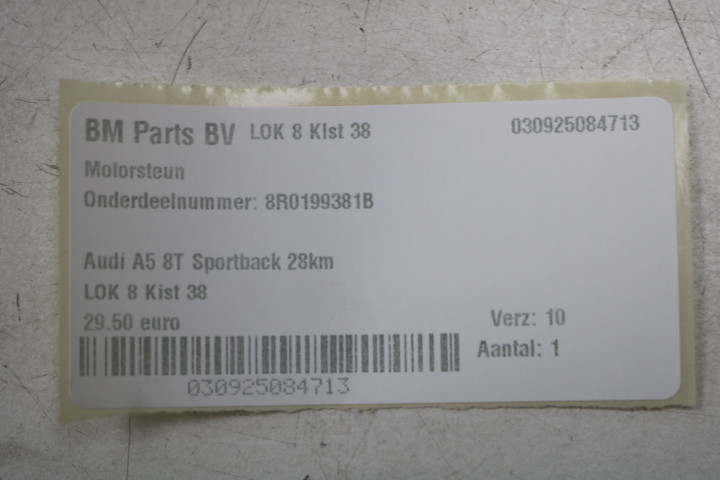 BM Parts BV LOK 8 Kist 38 030925084713
Motorsteun
Onderdeelnummer: 8R0199381B
Audi A5 8T Sportback 28km
LOK 8 Kist 38
29.50 euro Verz: 10
Aantal: 1
030925084713